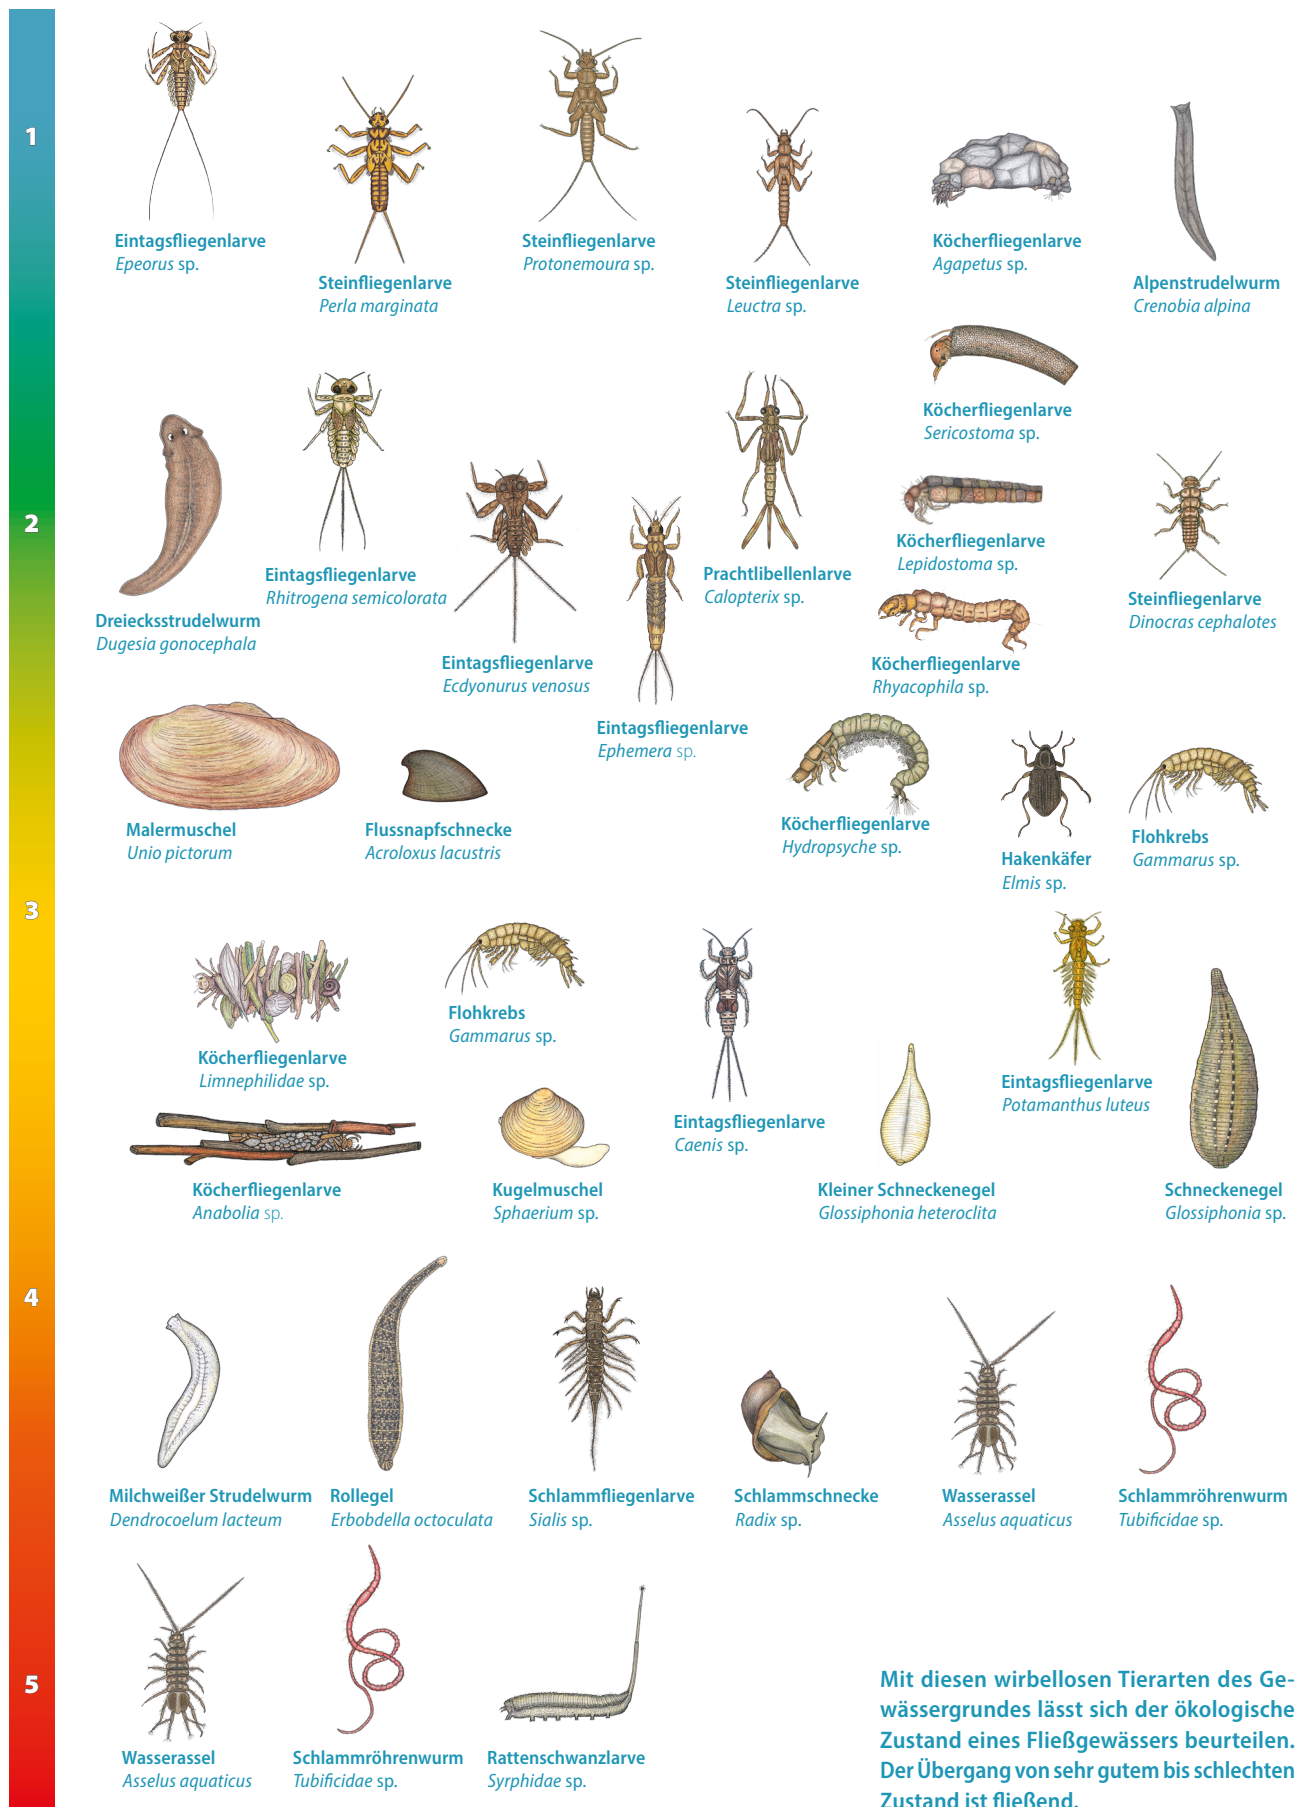 1
Eintagsfliegenlarve
Epeorus sp.
Steinfliegenlarve
Perla marginata
Steinfliegenlarve
Protonemoura sp.
Steinfliegenlarve
Leuctra sp.
Köcherfliegenlarve
Agapetus sp.
Alpenstrudelwurm
Crenobia alpina
2
Dreiecksstrudelwurm
Dugesia gonocephala
Eintagsfliegenlarve
Rhitrogena semicolorata
Eintagsfliegenlarve
Ecdyonurus venosus
Eintagsfliegenlarve
Ephemera sp.
Prachtlibellenlarve
Calopterix sp.
Köcherfliegenlarve
Sericostoma sp.
Köcherfliegenlarve
Lepidostoma sp.
Köcherfliegenlarve
Rhyacophila sp.
Steinfliegenlarve
Dinocras cephalotes
Malermuschel
Unio pictorum
Flussnapfschnecke
Acroloxus lacustris
Köcherfliegenlarve
Hydropsyche sp.
Hakenkäfer
Elmis sp.
Flohkrebs
Gammarus sp.
3
Köcherfliegenlarve
Limnephilidae sp.
Flohkrebs
Gammarus sp.
Eintagsfliegenlarve
Caenis sp.
Eintagsfliegenlarve
Potamanthus luteus
Köcherfliegenlarve
Anabolia sp.
Kugelmuschel
Sphaerium sp.
Kleiner Schneckenegel
Glossiphonia heteroclita
Schneckenegel
Glossiphonia sp.
4
Milchweißer Strudelwurm
Dendrocoelum lacteum
Rollegel
Erbobdella octoculata
Schlammfliegenlarve
Sialis sp.
Schlammschnecke
Radix sp.
Wasserassel
Asselus aquaticus
Schlammröhrenwurm
Tubificidae sp.
5
Wasserassel
Asselus aquaticus
Schlammröhrenwurm
Tubificidae sp.
Rattenschwanzlarve
Syrphidae sp.
Mit diesen wirbellosen Tierarten des Ge-
wässergrundes lässt sich der ökologische
Zustand eines Fließgewässers beurteilen.
Der Übergang von sehr gutem bis schlechten
Zustand ist fließend.